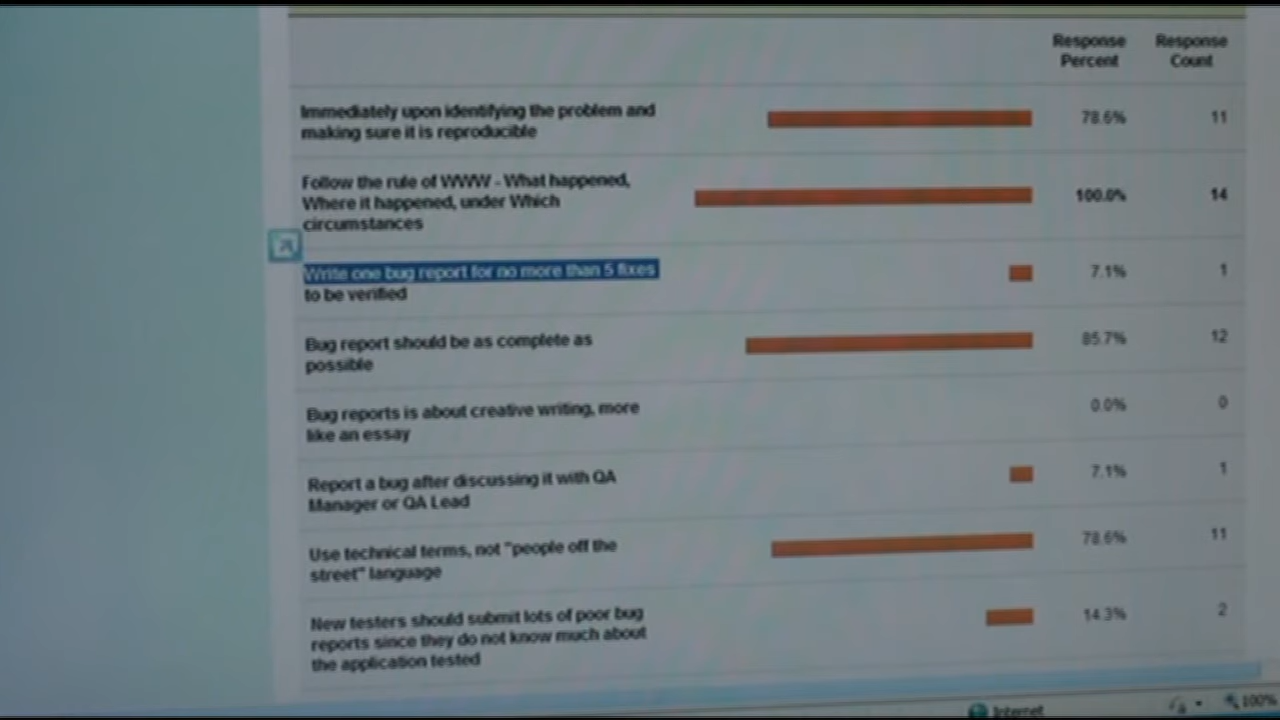 Response Response
Percent Count
Immediately upon identifying the problem and
making sure it is reproducible
78.6% 11
Follow the rule of WWW - What happened,
Where it happened, under Which
circumstances
100.0% 14
Write one bug report for no more than 5 fixes
to be verified
7.1% 1
Bug report should be as complete as
possible
85.7% 12
Bug reports is about creative writing, more
like an essay
0.0% 0
Report a bug after discussing it with QA
Manager or QA Lead
7.1% 1
Use technical terms, not "people off the
street" language
78.6% 11
New testers should submit lots of poor bug
reports since they do not know much about
the application tested
14.3% 2
Internet 100%